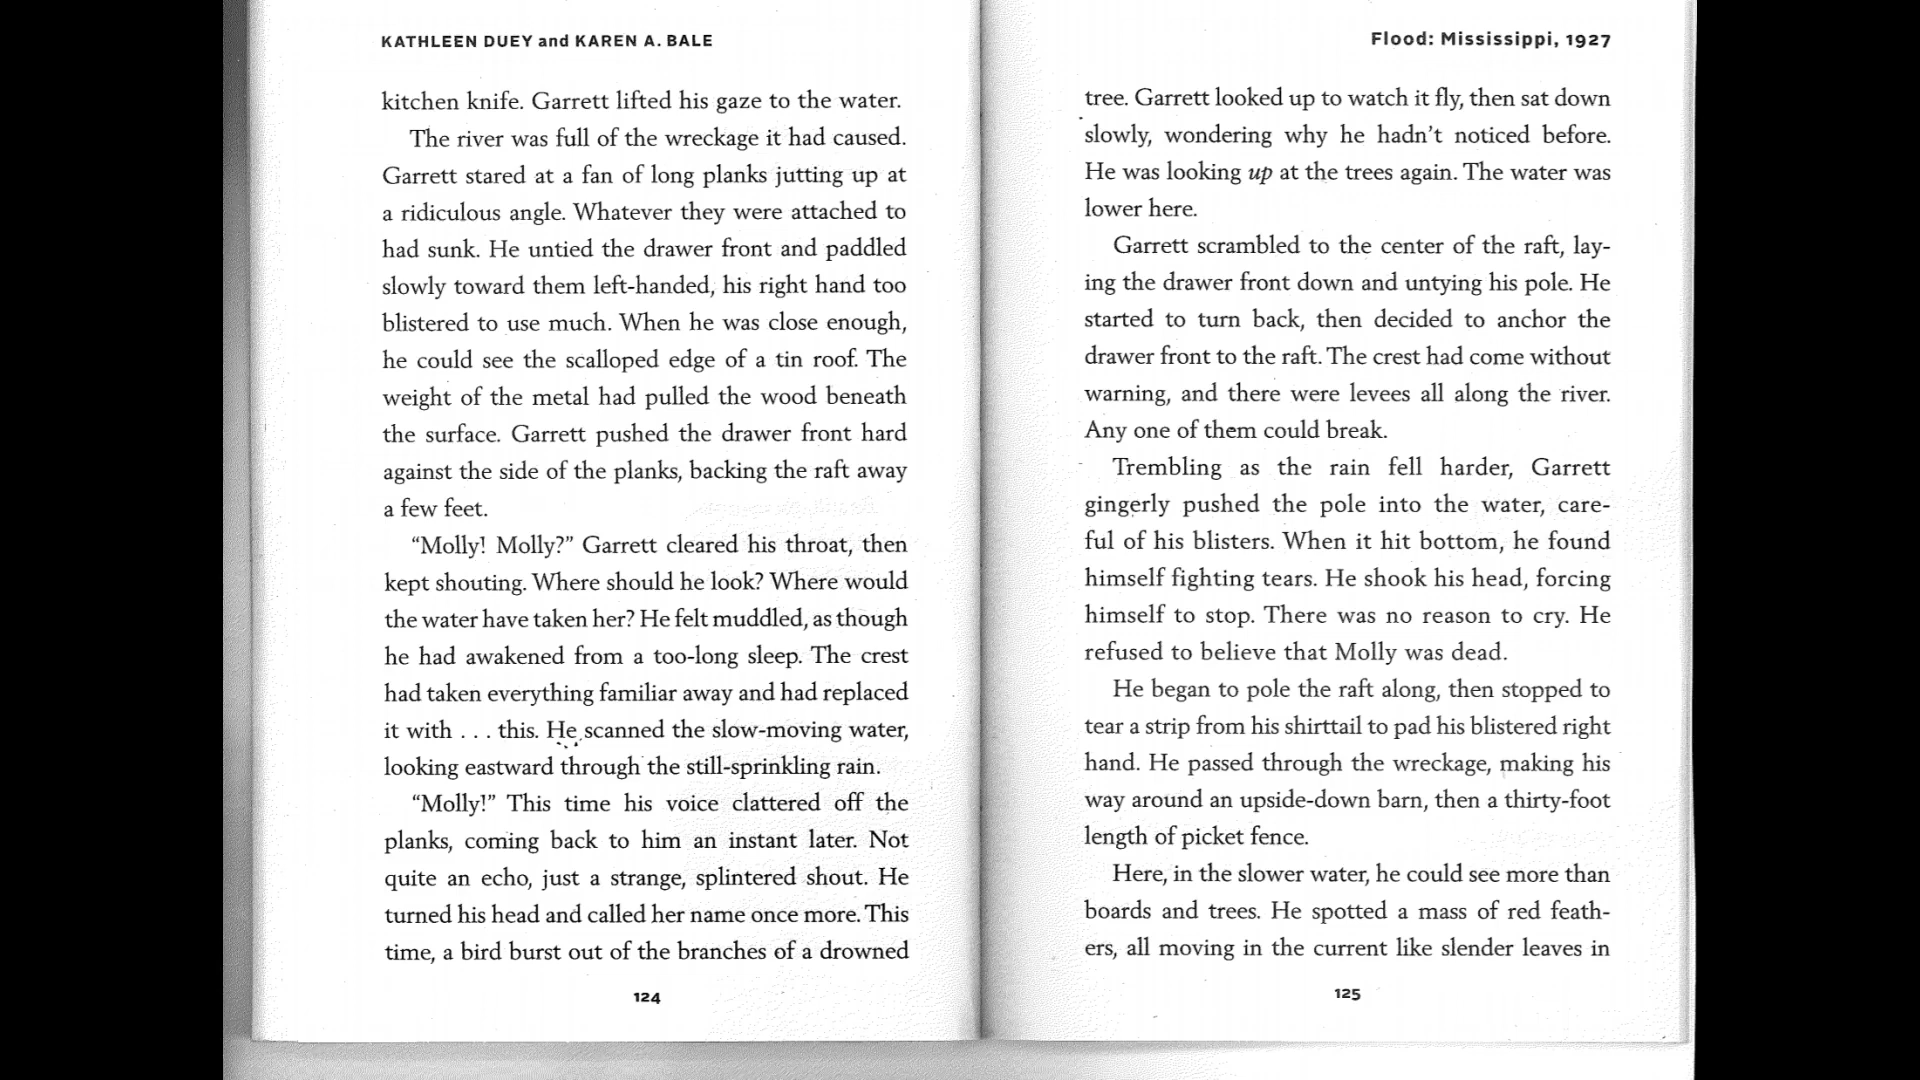 KATHLEEN DUEY and KAREN A. BALE
kitchen knife. Garrett lifted his gaze to the water.
The river was full of the wreckage it had caused.
Garrett stared at a fan of long planks jutting up at
a ridiculous angle. Whatever they were attached to
had sunk. He untied the drawer front and paddled
slowly toward them left-handed, his right hand too
blistered to use much. When he was close enough,
he could see the scalloped edge of a tin roof. The
weight of the metal had pulled the wood beneath
the surface. Garrett pushed the drawer front hard
against the side of the planks, backing the raft away
a few feet.
“Molly! Molly?” Garrett cleared his throat, then
kept shouting. Where should he look? Where would
the water have taken her? He felt muddled, as though
he had awakened from a too-long sleep. The crest
had taken everything familiar away and had replaced
it with . . . this. He scanned the slow-moving water,
looking eastward through the still-sprinkling rain.
“Molly!” This time his voice clattered off the
planks, coming back to him an instant later. Not
quite an echo, just a strange, splintered shout. He
turned his head and called her name once more. This
time, a bird burst out of the branches of a drowned
124
Flood: Mississippi, 1927
tree. Garrett looked up to watch it fly, then sat down
slowly, wondering why he hadn’t noticed before.
He was looking up at the trees again. The water was
lower here.
Garrett scrambled to the center of the raft, lay-
ing the drawer front down and untying his pole. He
started to turn back, then decided to anchor the
drawer front to the raft. The crest had come without
warning, and there were levees all along the river.
Any one of them could break.
Trembling as the rain fell harder, Garrett
gingerly pushed the pole into the water, care-
ful of his blisters. When it hit bottom, he found
himself fighting tears. He shook his head, forcing
himself to stop. There was no reason to cry. He
refused to believe that Molly was dead.
He began to pole the raft along, then stopped to
tear a strip from his shirttail to pad his blistered right
hand. He passed through the wreckage, making his
way around an upside-down barn, then a thirty-foot
length of picket fence.
Here, in the slower water, he could see more than
boards and trees. He spotted a mass of red feath-
ers, all moving in the current like slender leaves in
125